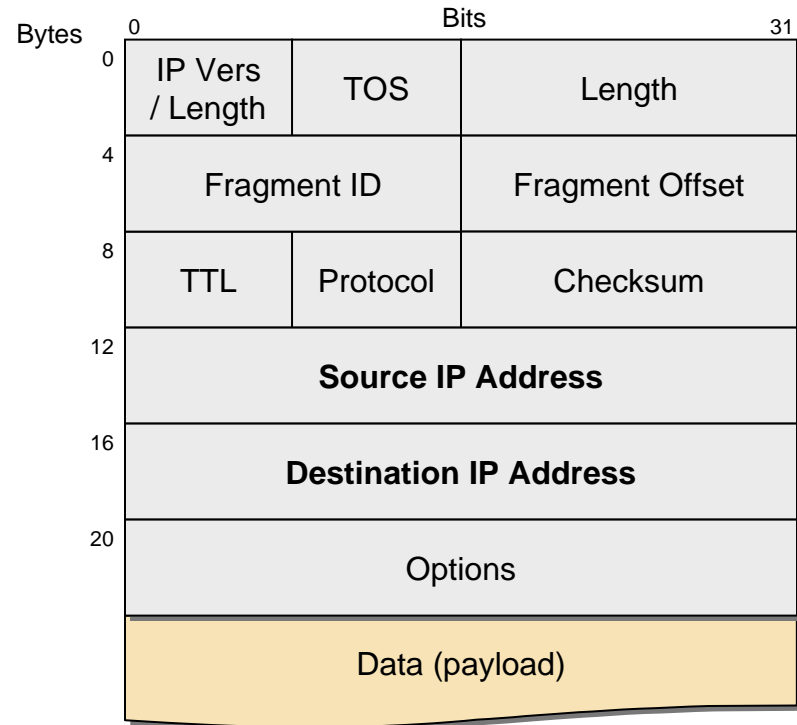 Bytes
0
Bits
31
0
IP Vers
/ Length
TOS
Length
4
Fragment ID
Fragment Offset
8
TTL
Protocol
Checksum
12
Source IP Address
16
Destination IP Address
20
Options
Data (payload)